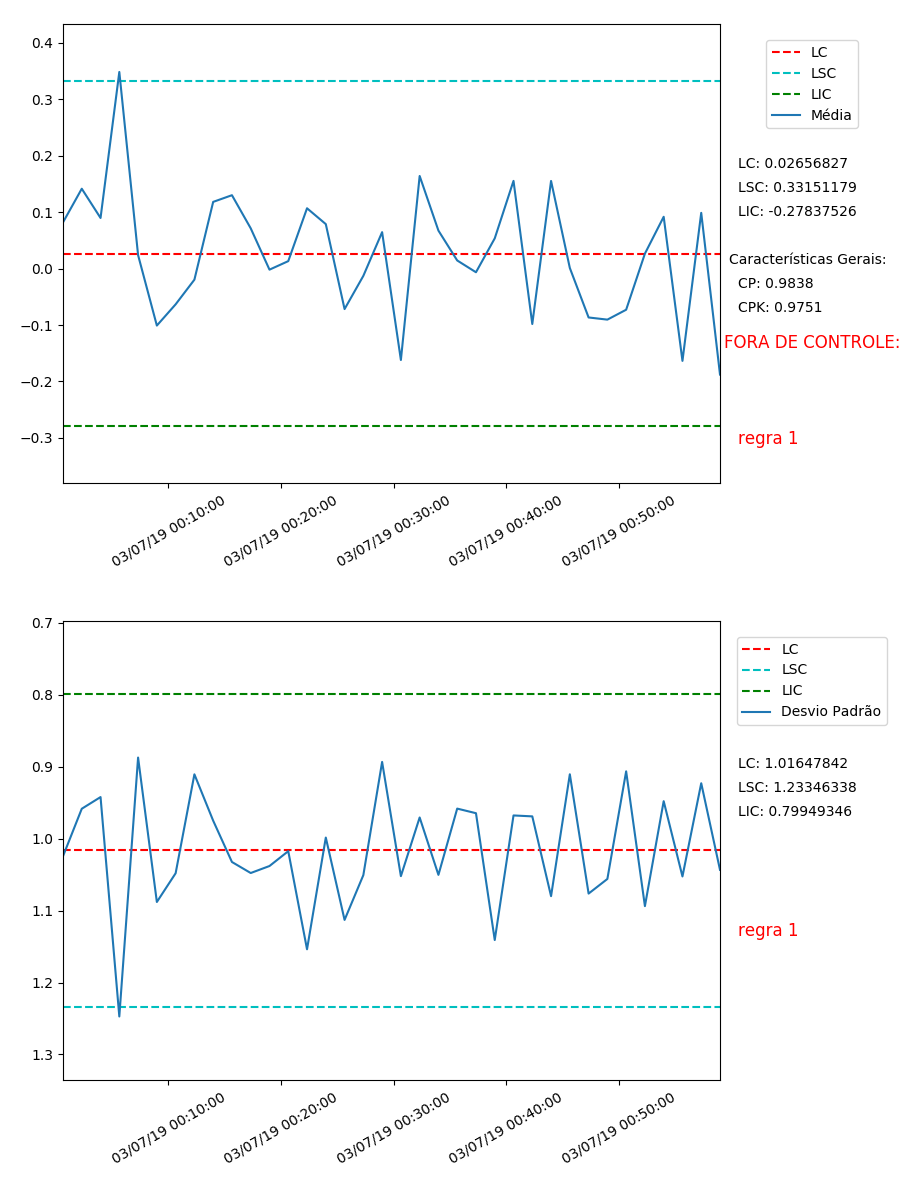 0.4
0.3
0.2
0.1
0.0
−0.1
−0.2
−0.3
03/07/19 00:10:00
03/07/19 00:20:00
03/07/19 00:30:00
03/07/19 00:40:00
03/07/19 00:50:00
LC
LSC
LIC
Média
LC: 0.02656827
LSC: 0.33151179
LIC: -0.27837526
Características Gerais:
CP: 0.9838
CPK: 0.9751
FORA DE CONTROLE:
regra 1
0.7
0.8
0.9
1.0
1.1
1.2
1.3
03/07/19 00:10:00
03/07/19 00:20:00
03/07/19 00:30:00
03/07/19 00:40:00
03/07/19 00:50:00
LC
LSC
LIC
Desvio Padrão
LC: 1.01647842
LSC: 1.23346338
LIC: 0.79949346
regra 1